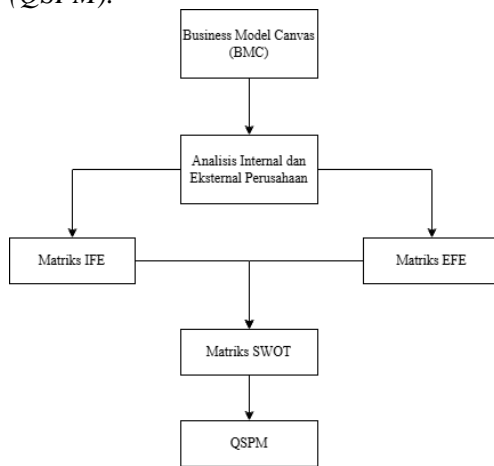 (QSPM).
Business Model Canvas
(BMC)
Analisis Internal dan
Eksternal Perusahaan
Matriks IFE
Matriks EFE
Matriks SWOT
QSPM